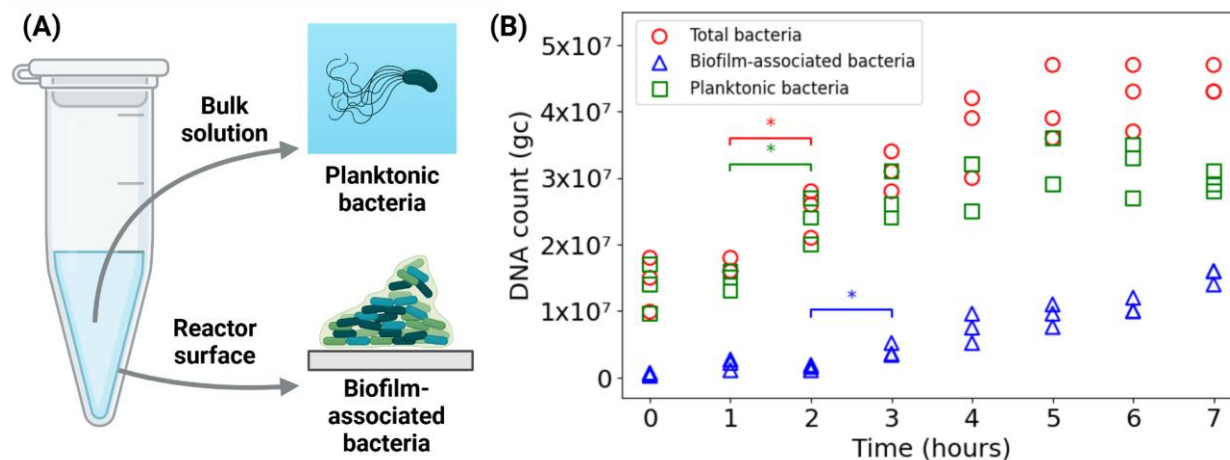 (A)
Bulk
solution
Planktonic
bacteria
Reactor
surface
Biofilm-
associated
bacteria
(B)
Total bacteria
Biofilm-associated bacteria
Planktonic bacteria
*
*
*
DNA count (gc)
5x10⁷
4x10⁷
3x10⁷
2x10⁷
1x10⁷
0
0 1 2 3 4 5 6 7
Time (hours)